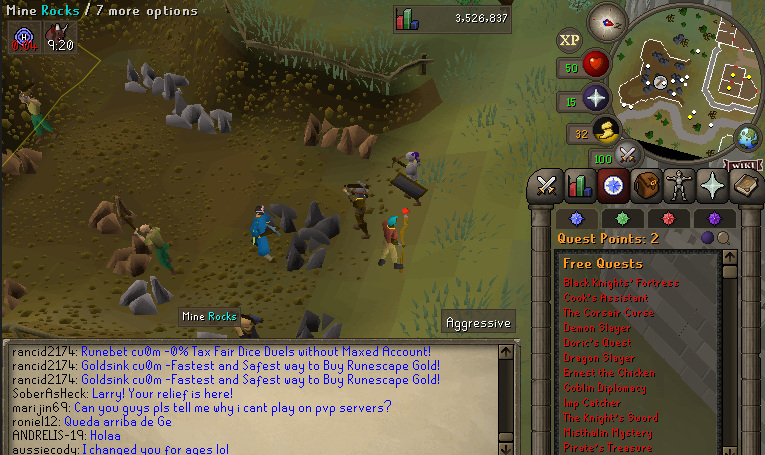 Mine Rocks / 7 more options
3,526,837
0:04
9:20
XP
50
15
32
100
WIKI
Quest Points: 2
Free Quests
Black Knights' Fortress
Cook's Assistant
The Corsair Curse
Demon Slayer
Doric's Quest
Dragon Slayer
Ernest the Chicken
Goblin Diplomacy
Imp Catcher
The Knight's Sword
Misthalin Mystery
Pirate's Treasure
Mine Rocks
Aggressive
rancid2174: Runebet cu0m -0% Tax Fair Dice Duels without Maxed Account!
rancid2174: Goldsink cu0m -Fastest and Safest way to Buy Runescape Gold!
rancid2174: Goldsink cu0m -Fastest and Safest way to Buy Runescape Gold!
SoberAsHeck: Larry! Your relief is here!
marijin69: Can you guys pls tell me why i cant play on pvp servers?
roniel12: Queda arriba de Ge
ANDRELIS-19: Holaa
aussiecody: I changed you for ages lol